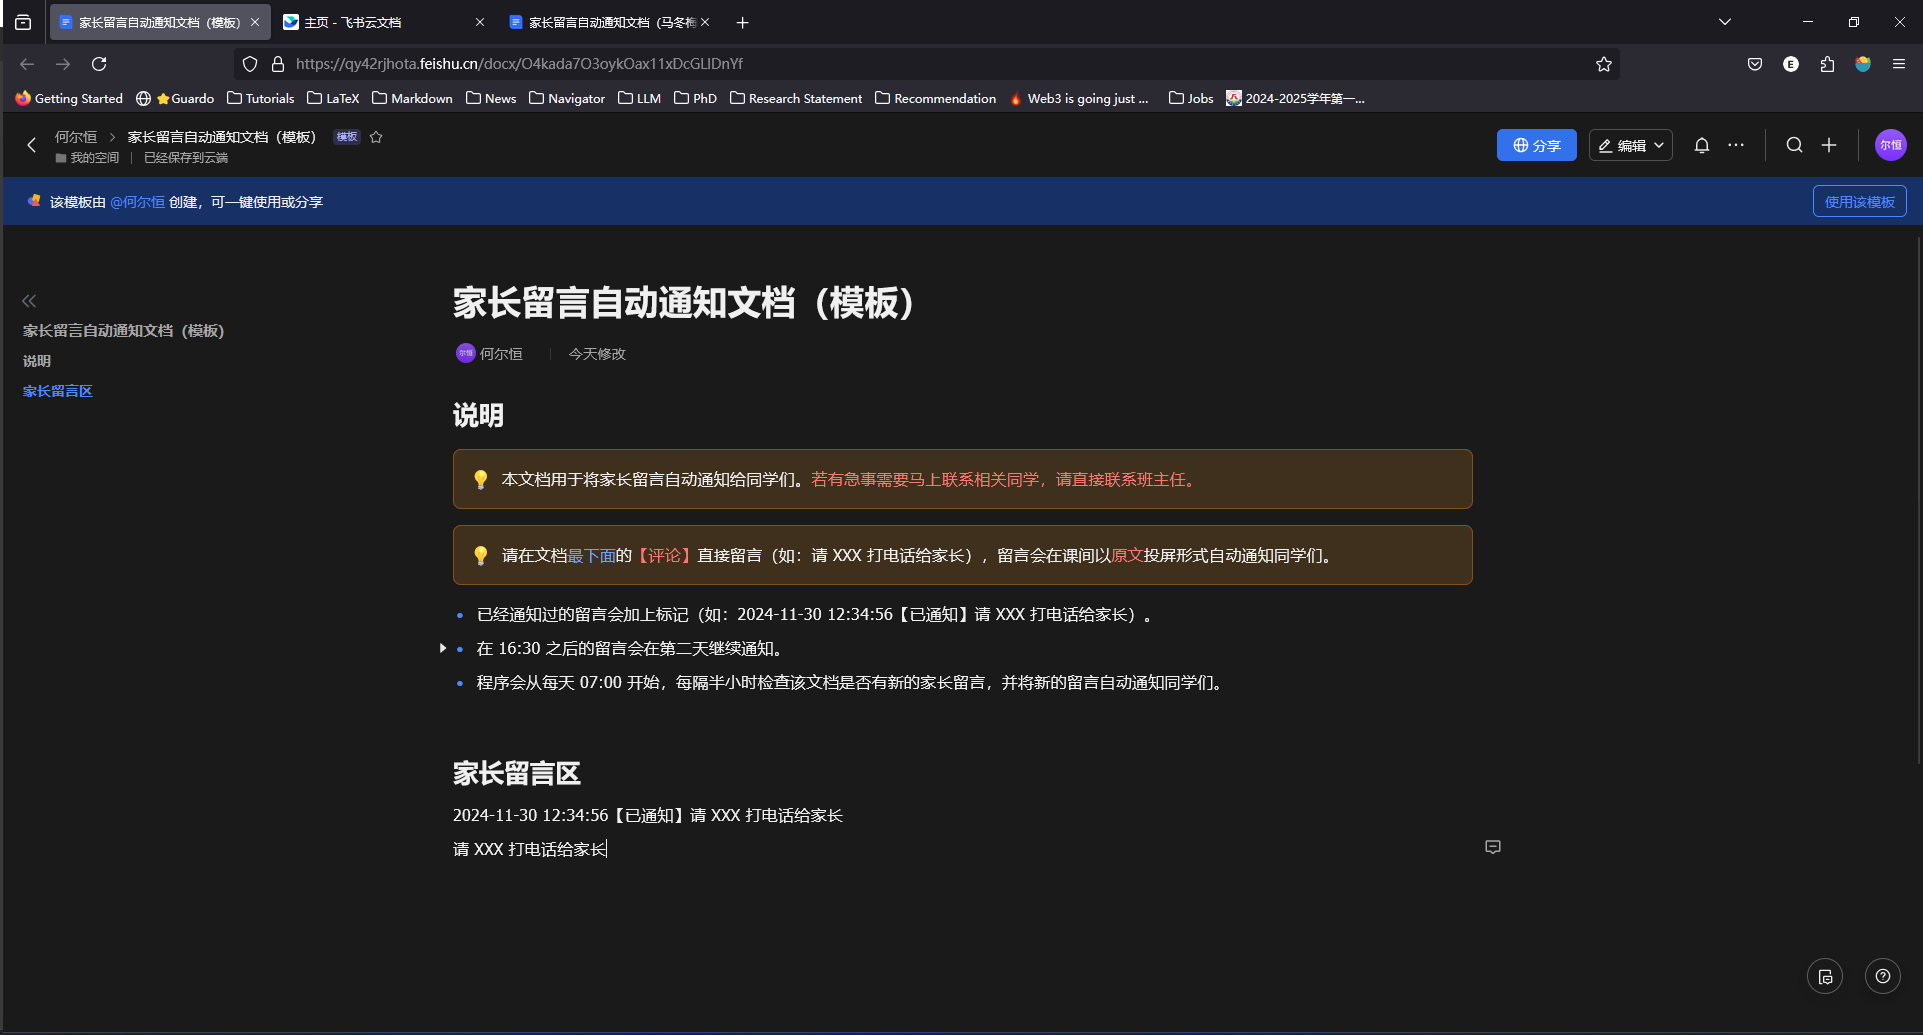 家长留言自动通知文档（模板）
主页 - 飞书云文档
家长留言自动通知文档（马冬梅
https://qy42rjhota.feishu.cn/docx/O4kada7O3oykOax11xDcGLlDnYf
E
Getting Started
Guardo
Tutorials
LaTeX
Markdown
News
Navigator
LLM
PhD
Research Statement
Recommendation
Web3 is going just ...
Jobs
2024-2025学年第一...
何尔恒 > 家长留言自动通知文档（模板） 模板
我的空间 | 已经保存到云端
分享
编辑
尔恒
该模板由 @何尔恒 创建，可一键使用或分享
使用该模板
家长留言自动通知文档（模板）
说明
家长留言区
家长留言自动通知文档（模板）
尔恒 何尔恒 | 今天修改
说明
本文档用于将家长留言自动通知给同学们。若有急事需要马上联系相关同学，请直接联系班主任。
请在文档最下面的【评论】直接留言（如：请 XXX 打电话给家长），留言会在课间以原文投屏形式自动通知同学们。
• 已经通知过的留言会加上标记（如：2024-11-30 12:34:56【已通知】请 XXX 打电话给家长）。
• 在 16:30 之后的留言会在第二天继续通知。
• 程序会从每天 07:00 开始，每隔半小时检查该文档是否有新的家长留言，并将新的留言自动通知同学们。
家长留言区
2024-11-30 12:34:56【已通知】请 XXX 打电话给家长
请 XXX 打电话给家长